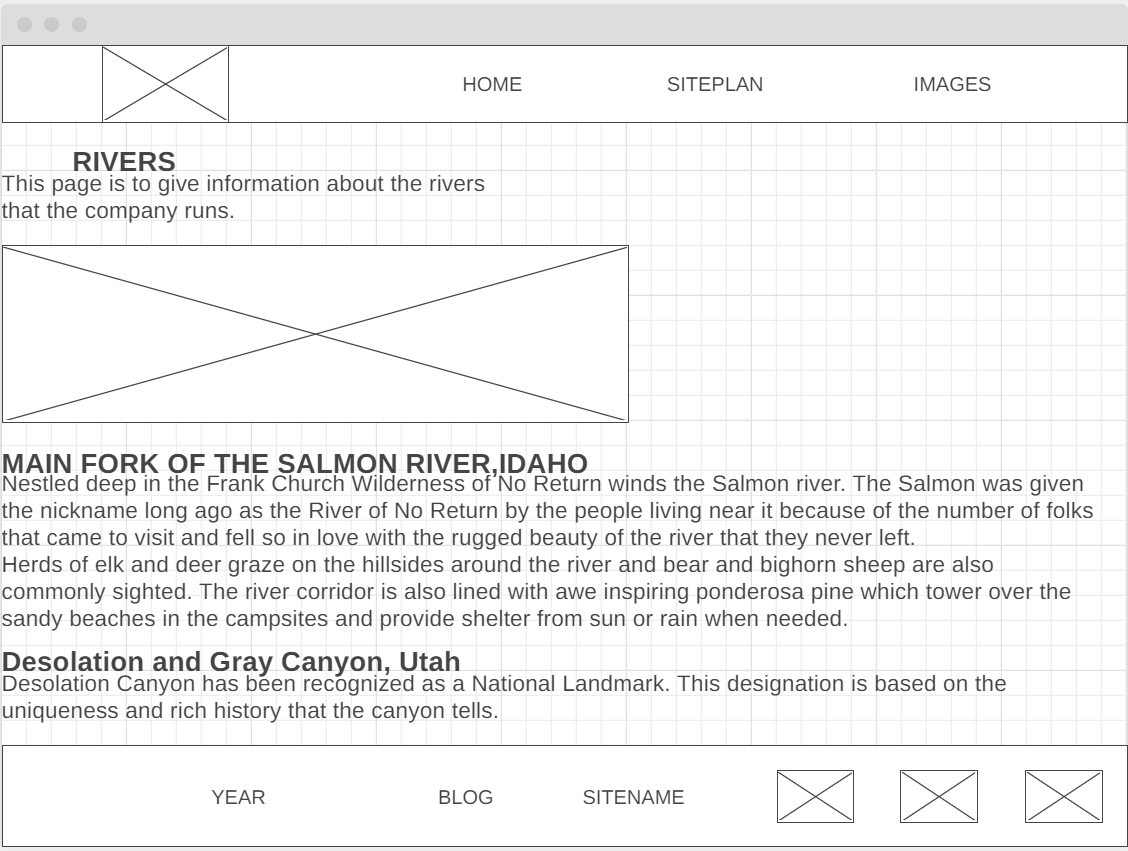 HOME SITEPLAN IMAGES
RIVERS
This page is to give information about the rivers
that the company runs.
MAIN FORK OF THE SALMON RIVER,IDAHO
Nestled deep in the Frank Church Wilderness of No Return winds the Salmon river. The Salmon was given
the nickname long ago as the River of No Return by the people living near it because of the number of folks
that came to visit and fell so in love with the rugged beauty of the river that they never left.
Herds of elk and deer graze on the hillsides around the river and bear and bighorn sheep are also
commonly sighted. The river corridor is also lined with awe inspiring ponderosa pine which tower over the
sandy beaches in the campsites and provide shelter from sun or rain when needed.
Desolation and Gray Canyon, Utah
Desolation Canyon has been recognized as a National Landmark. This designation is based on the
uniqueness and rich history that the canyon tells.
YEAR BLOG SITENAME